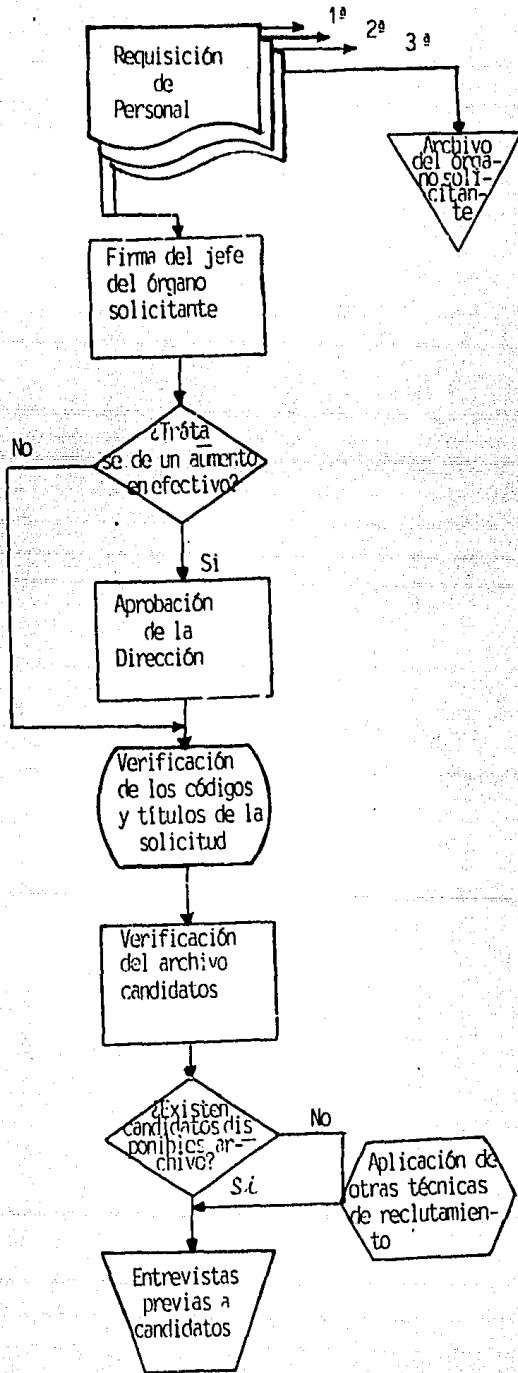 1ª
2ª
3ª
Requisición
de
Personal
Archivo
del órga-
no soli-
citan-
te
Firma del jefe
del órgano
solicitante
¿Tráta
se de un aumento
en efectivo?
No
Si
Aprobación
de la
Dirección
Verificación
de los códigos
y títulos de la
solicitud
Verificación
del archivo
candidatos
¿Existen
candidatos dis
ponibles ar-
chivo?
No
Si
Aplicación de
otras técnicas
de reclutamien-
to
Entrevistas
previas a
candidatos